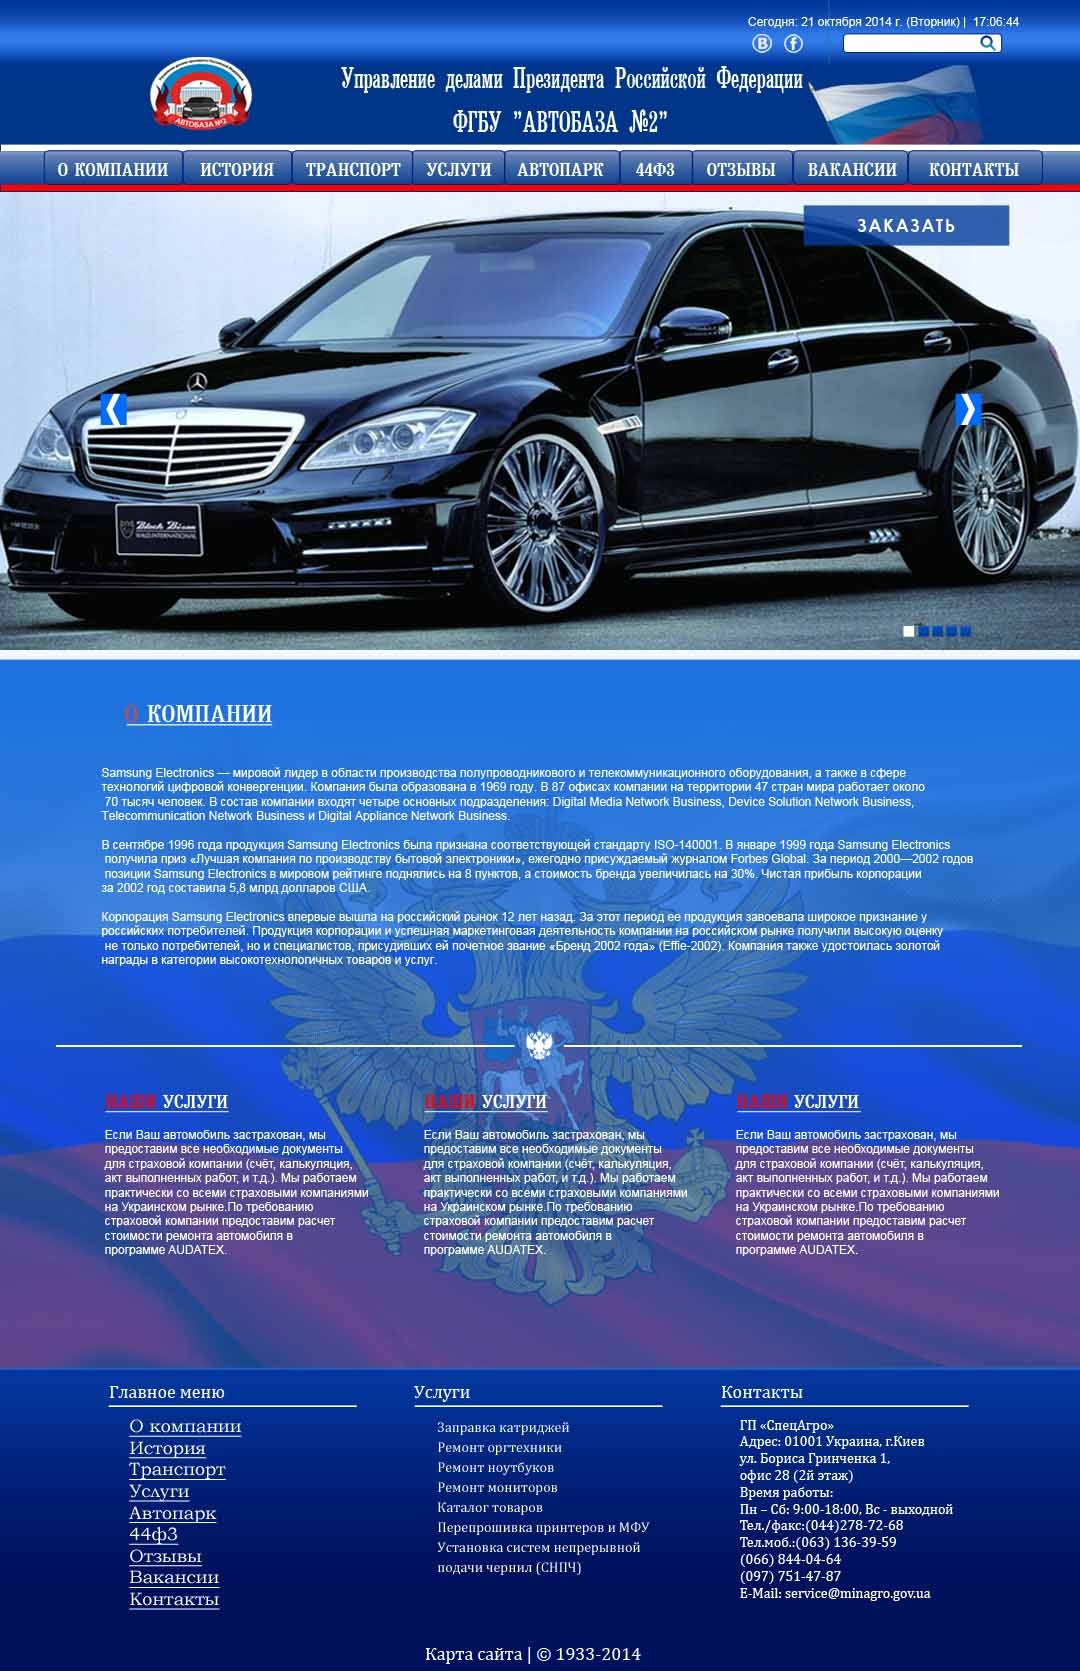 Сегодня: 21 октября 2014 г. (Вторник) | 17:06:44
Управление делами Президента Российской Федерации
ФГБУ "АВТОБАЗА №2"
АВТОБАЗА №2
О КОМПАНИИ ИСТОРИЯ ТРАНСПОРТ УСЛУГИ АВТОПАРК 44ФЗ ОТЗЫВЫ ВАКАНСИИ КОНТАКТЫ
ЗАКАЗАТЬ
Black Bison
WALD INTERNATIONAL
О КОМПАНИИ
Samsung Electronics — мировой лидер в области производства полупроводникового и телекоммуникационного оборудования, а также в сфере
технологий цифровой конвергенции. Компания была образована в 1969 году. В 87 офисах компании на территории 47 стран мира работает около
70 тысяч человек. В состав компании входят четыре основных подразделения: Digital Media Network Business, Device Solution Network Business,
Telecommunication Network Business и Digital Appliance Network Business.
В сентябре 1996 года продукция Samsung Electronics была признана соответствующей стандарту ISO-140001. В январе 1999 года Samsung Electronics
получила приз «Лучшая компания по производству бытовой электроники», ежегодно присуждаемый журналом Forbes Global. За период 2000—2002 годов
позиции Samsung Electronics в мировом рейтинге поднялись на 8 пунктов, а стоимость бренда увеличилась на 30%. Чистая прибыль корпорации
за 2002 год составила 5,8 млрд долларов США.
Корпорация Samsung Electronics впервые вышла на российский рынок 12 лет назад. За этот период ее продукция завоевала широкое признание у
российских потребителей. Продукция корпорации и успешная маркетинговая деятельность компании на российском рынке получили высокую оценку
не только потребителей, но и специалистов, присудивших ей почетное звание «Бренд 2002 года» (Effie-2002). Компания также удостоилась золотой
награды в категории высокотехнологичных товаров и услуг.
НАШИ УСЛУГИ
Если Ваш автомобиль застрахован, мы
предоставим все необходимые документы
для страховой компании (счёт, калькуляция,
акт выполненных работ, и т.д.). Мы работаем
практически со всеми страховыми компаниями
на Украинском рынке.По требованию
страховой компании предоставим расчет
стоимости ремонта автомобиля в
программе AUDATEX.
НАШИ УСЛУГИ
Если Ваш автомобиль застрахован, мы
предоставим все необходимые документы
для страховой компании (счёт, калькуляция,
акт выполненных работ, и т.д.). Мы работаем
практически со всеми страховыми компаниями
на Украинском рынке.По требованию
страховой компании предоставим расчет
стоимости ремонта автомобиля в
программе AUDATEX.
НАШИ УСЛУГИ
Если Ваш автомобиль застрахован, мы
предоставим все необходимые документы
для страховой компании (счёт, калькуляция,
акт выполненных работ, и т.д.). Мы работаем
практически со всеми страховыми компаниями
на Украинском рынке.По требованию
страховой компании предоставим расчет
стоимости ремонта автомобиля в
программе AUDATEX.
Главное меню
О компании
История
Транспорт
Услуги
Автопарк
44фЗ
Отзывы
Вакансии
Контакты
Услуги
Заправка катриджей
Ремонт оргтехники
Ремонт ноутбуков
Ремонт мониторов
Каталог товаров
Перепрошивка принтеров и МФУ
Установка систем непрерывной
подачи чернил (СНПЧ)
Контакты
ГП «СпецАгро»
Адрес: 01001 Украина, г.Киев
ул. Бориса Гринченка 1,
офис 28 (2й этаж)
Время работы:
Пн – Сб: 9:00-18:00, Вс - выходной
Тел./факс:(044)278-72-68
Тел.моб.:(063) 136-39-59
(066) 844-04-64
(097) 751-47-87
E-Mail: service@minagro.gov.ua
Карта сайта | © 1933-2014